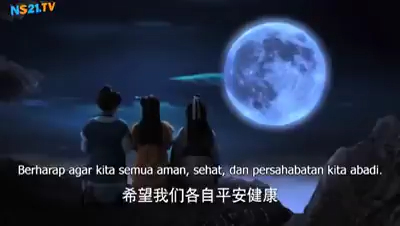 NS21.TV
Berharap agar kita semua aman, sehat, dan persahabatan kita abadi.
希望我们各自平安健康